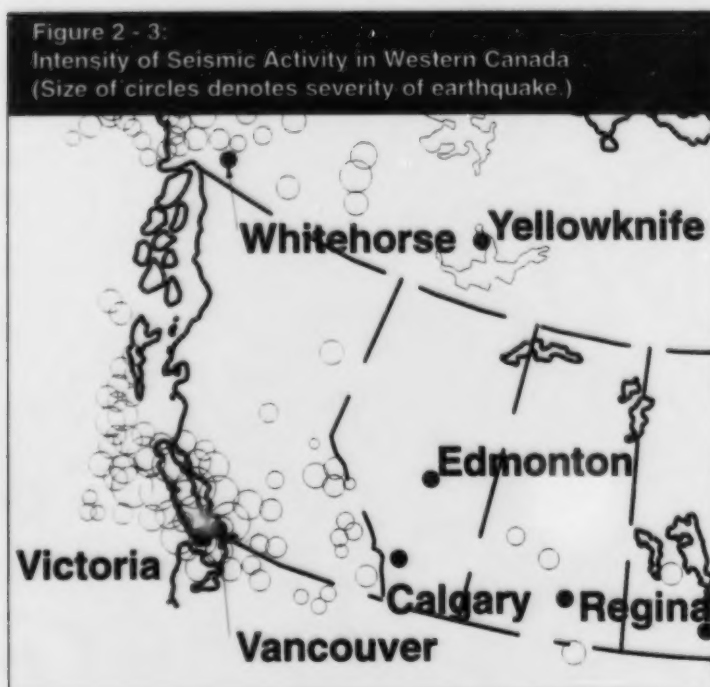 Figure 2 - 3:
Intensity of Seismic Activity in Western Canada
(Size of circles denotes severity of earthquake.)
Whitehorse
Yellowknife
Edmonton
Victoria
Calgary
Regina
Vancouver